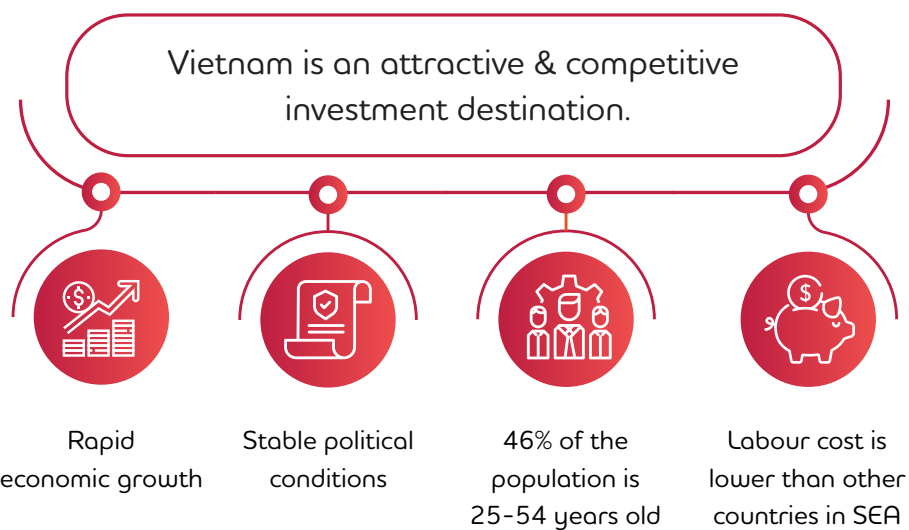 Vietnam is an attractive & competitive
investment destination.
$
$
Rapid
economic growth
Stable political
conditions
46% of the
population is
25-54 years old
Labour cost is
lower than other
countries in SEA